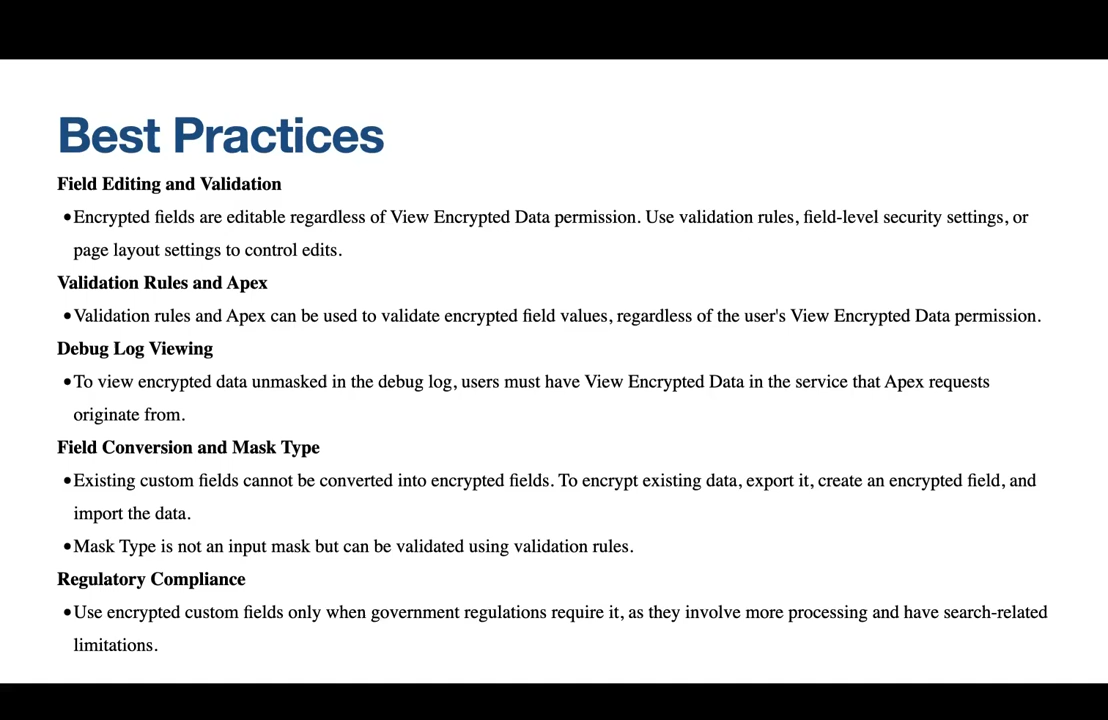 Best Practices
Field Editing and Validation
•Encrypted fields are editable regardless of View Encrypted Data permission. Use validation rules, field-level security settings, or
page layout settings to control edits.
Validation Rules and Apex
•Validation rules and Apex can be used to validate encrypted field values, regardless of the user's View Encrypted Data permission.
Debug Log Viewing
•To view encrypted data unmasked in the debug log, users must have View Encrypted Data in the service that Apex requests
originate from.
Field Conversion and Mask Type
•Existing custom fields cannot be converted into encrypted fields. To encrypt existing data, export it, create an encrypted field, and
import the data.
•Mask Type is not an input mask but can be validated using validation rules.
Regulatory Compliance
•Use encrypted custom fields only when government regulations require it, as they involve more processing and have search-related
limitations.